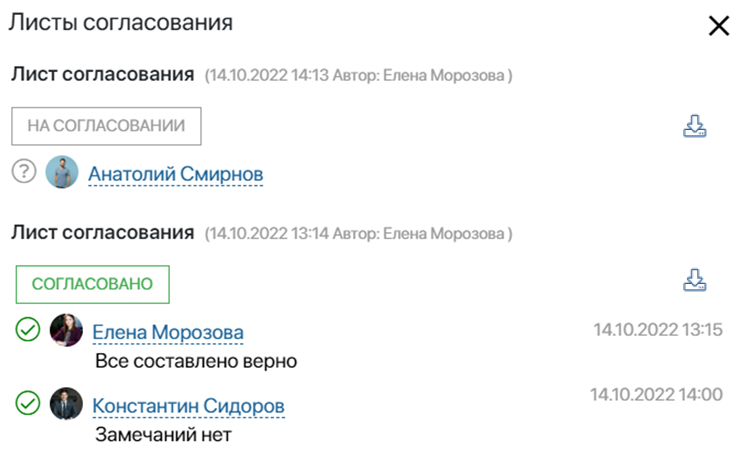 Листы согласования
Лист согласования (14.10.2022 14:13 Автор: Елена Морозова )
НА СОГЛАСОВАНИИ
Анатолий Смирнов
Лист согласования (14.10.2022 13:14 Автор: Елена Морозова )
СОГЛАСОВАНО
Елена Морозова 14.10.2022 13:15
Все составлено верно
Константин Сидоров 14.10.2022 14:00
Замечаний нет